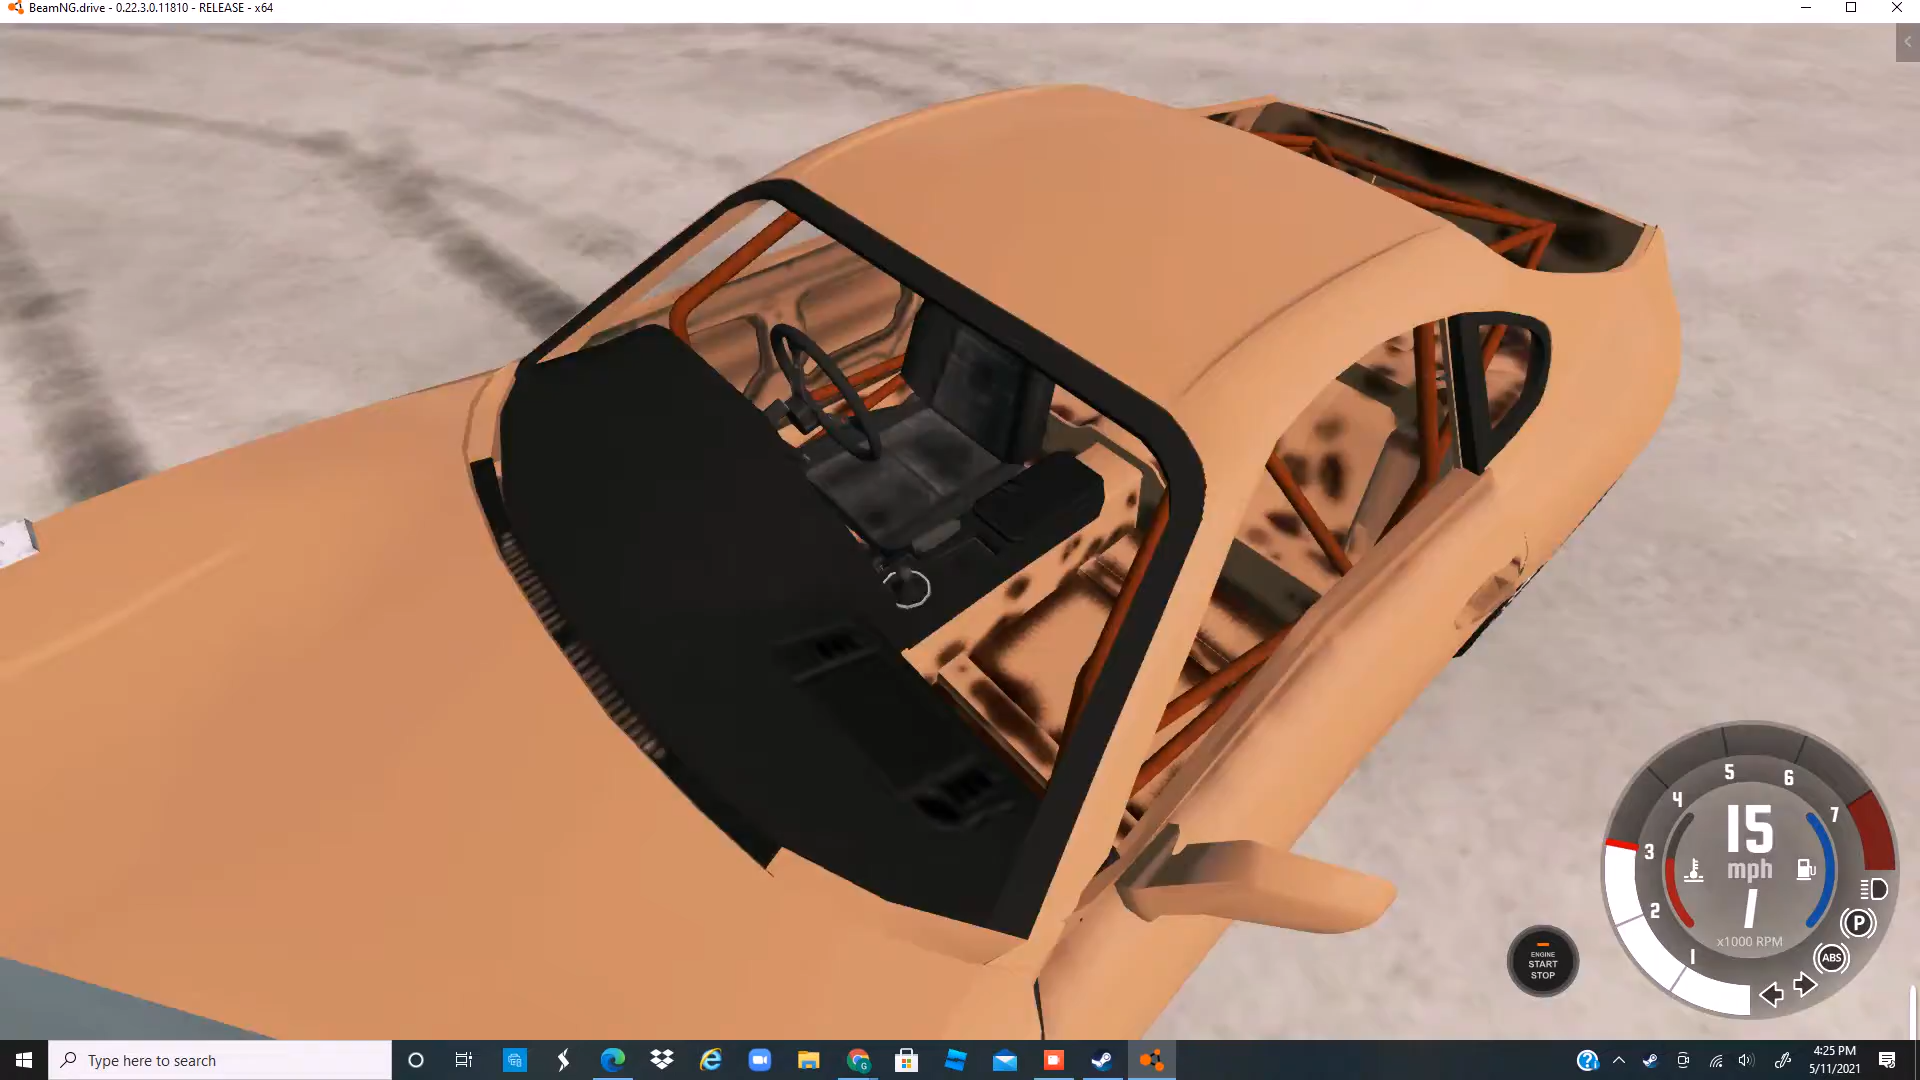 BeamNG.drive - 0.22.3.0.11810 - RELEASE - x64
5
6
4
7
15
3
mph
2
1
x1000 RPM
1
P
ABS
ENGINE
START
STOP
Type here to search
4:25 PM
5/11/2021